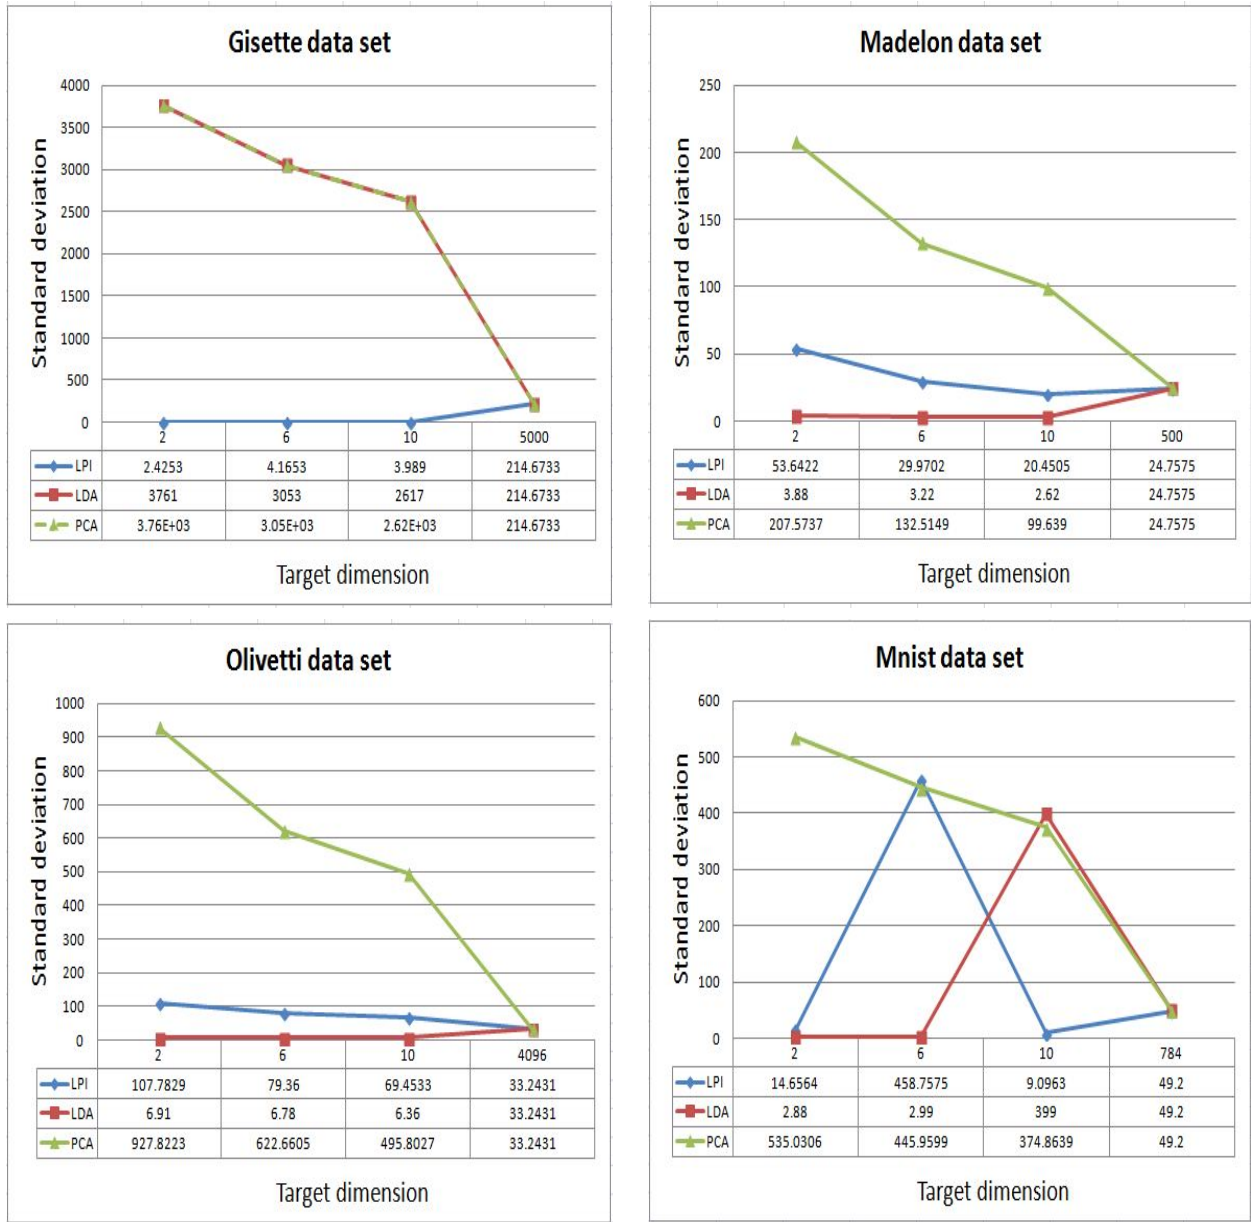 Gisette data set
Standard deviation
4000
3500
3000
2500
2000
1500
1000
500
0
2 6 10 5000
LPI 2.4253 4.1653 3.989 214.6733
LDA 3761 3053 2617 214.6733
PCA 3.76E+03 3.05E+03 2.62E+03 214.6733
Target dimension
Madelon data set
Standard deviation
250
200
150
100
50
0
2 6 10 500
LPI 53.6422 29.9702 20.4505 24.7575
LDA 3.88 3.22 2.62 24.7575
PCA 207.5737 132.5149 99.639 24.7575
Target dimension
Olivetti data set
Standard deviation
1000
900
800
700
600
500
400
300
200
100
0
2 6 10 4096
LPI 107.7829 79.36 69.4533 33.2431
LDA 6.91 6.78 6.36 33.2431
PCA 927.8223 622.6605 495.8027 33.2431
Target dimension
Mnist data set
Standard deviation
600
500
400
300
200
100
0
2 6 10 784
LPI 14.6564 458.7575 9.0963 49.2
LDA 2.88 2.99 399 49.2
PCA 535.0306 445.9599 374.8639 49.2
Target dimension